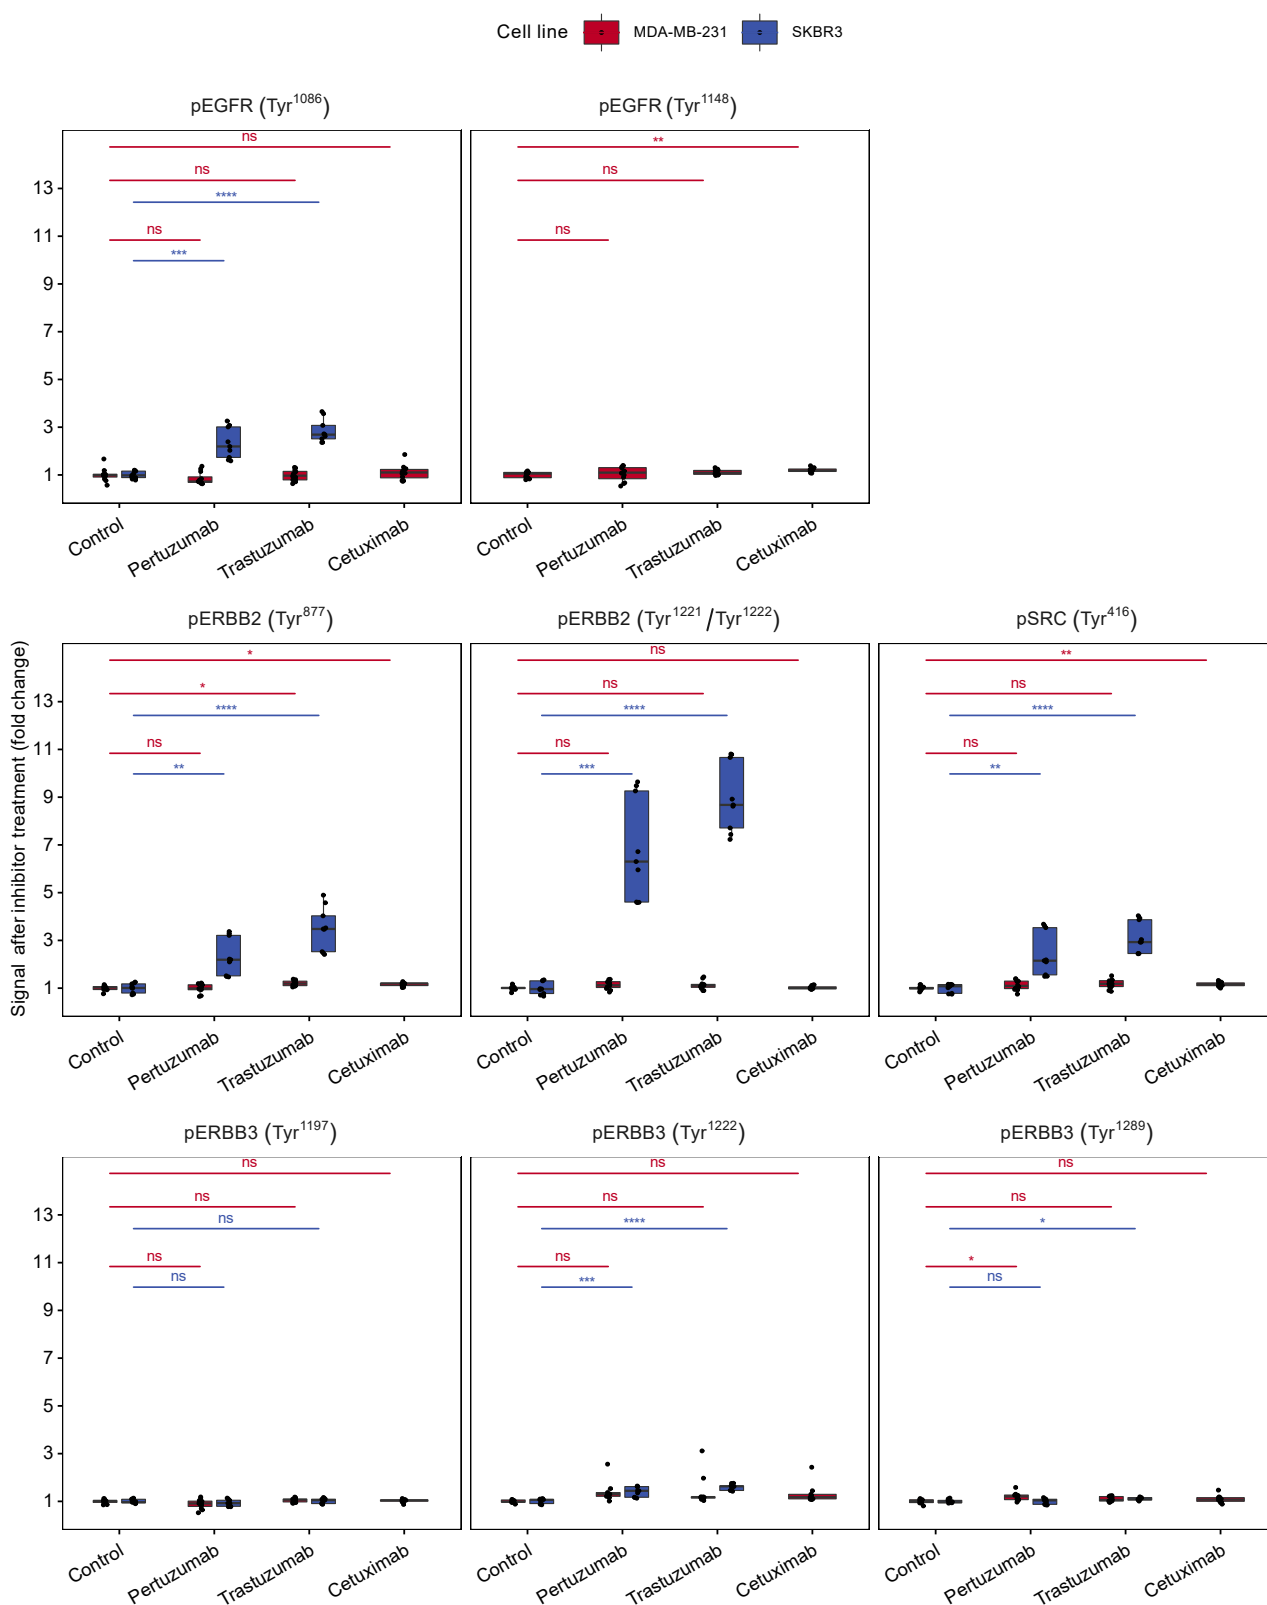 Cell line MDA-MB-231 SKBR3
pEGFR (Tyr¹⁰⁸⁶) pEGFR (Tyr¹¹⁴⁸)
ns **
ns ns
13 ****
11 ns ns
***
9
7
5
3
1
Control Pertuzumab Trastuzumab Cetuximab Control Pertuzumab Trastuzumab Cetuximab
Signal after inhibitor treatment (fold change)
pERBB2 (Tyr⁸⁷⁷) pERBB2 (Tyr¹²²¹/Tyr¹²²²) pSRC (Tyr⁴¹⁶)
* ns **
* ns ns
13 **** **** ****
11 ns ns ns
** *** **
9
7
5
3
1
Control Pertuzumab Trastuzumab Cetuximab Control Pertuzumab Trastuzumab Cetuximab Control Pertuzumab Trastuzumab Cetuximab
pERBB3 (Tyr¹¹⁹⁷) pERBB3 (Tyr¹²²²) pERBB3 (Tyr¹²⁸⁹)
ns ns ns
ns ns ns
13 ns **** *
11 ns ns *
ns *** ns
9
7
5
3
1
Control Pertuzumab Trastuzumab Cetuximab Control Pertuzumab Trastuzumab Cetuximab Control Pertuzumab Trastuzumab Cetuximab